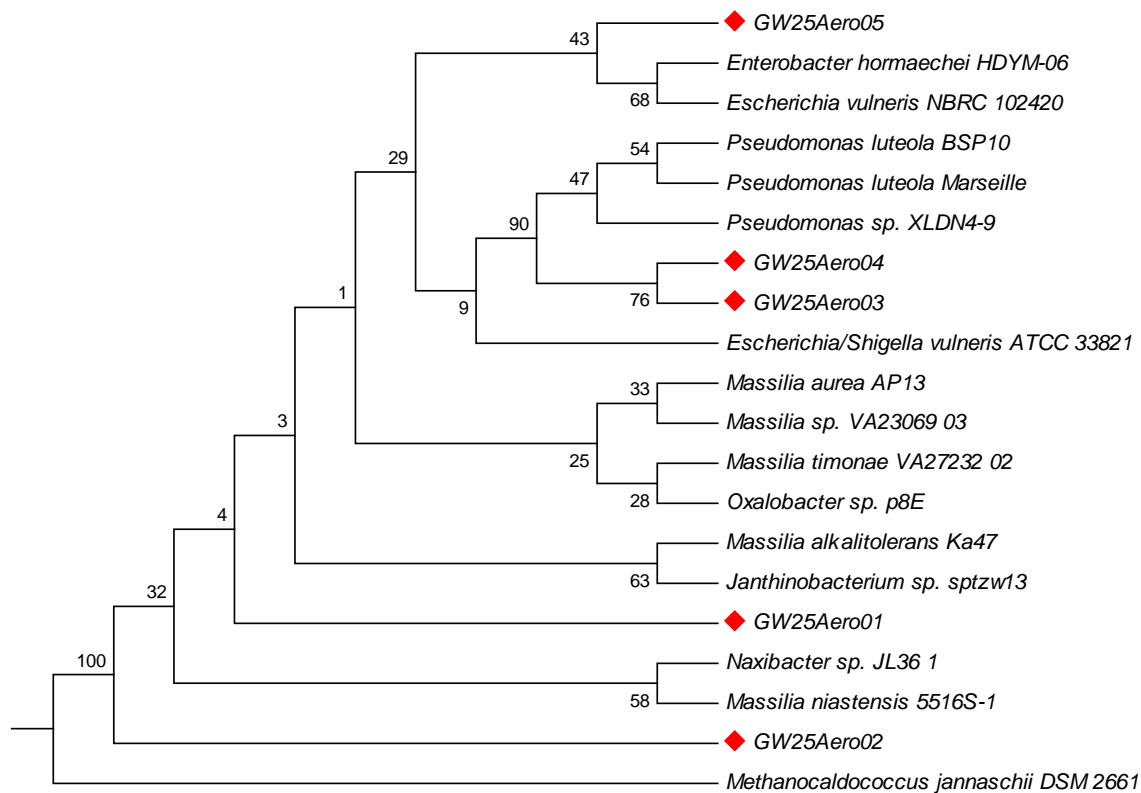 GW25Aero05
43
Enterobacter hormaechei HDYM-06
68
Escherichia vulneris NBRC 102420
29
54
Pseudomonas luteola BSP10
47
Pseudomonas luteola Marseille
90
Pseudomonas sp. XLDN4-9
GW25Aero04
1
76
GW25Aero03
9
Escherichia/Shigella vulneris ATCC 33821
33
Massilia aurea AP13
3
Massilia sp. VA23069 03
25
Massilia timonae VA27232 02
28
Oxalobacter sp. p8E
4
Massilia alkalitolerans Ka47
63
Janthinobacterium sp. sptzw13
32
GW25Aero01
100
Naxibacter sp. JL36 1
58
Massilia niastensis 5516S-1
GW25Aero02
Methanocaldococcus jannaschii DSM 2661